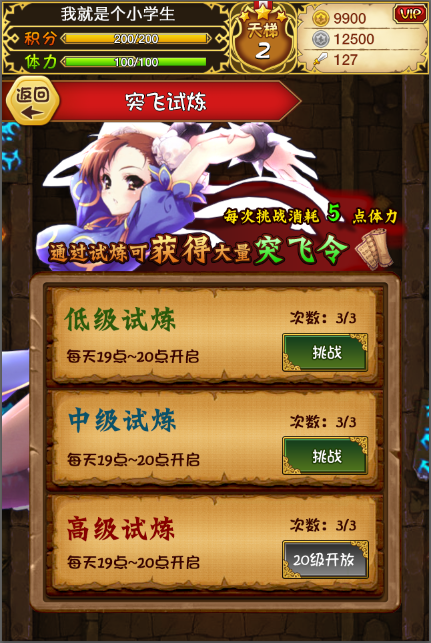 我就是个小学生
积分 200/200
体力 100/100
天梯
2
9900
12500
127
VIP
返回
突飞试炼
每次挑战消耗 5 点体力
通过试炼可获得大量突飞令
低级试炼
次数：3/3
每天19点~20点开启
挑战
中级试炼
次数：3/3
每天19点~20点开启
挑战
高级试炼
次数：3/3
每天19点~20点开启
20级开放